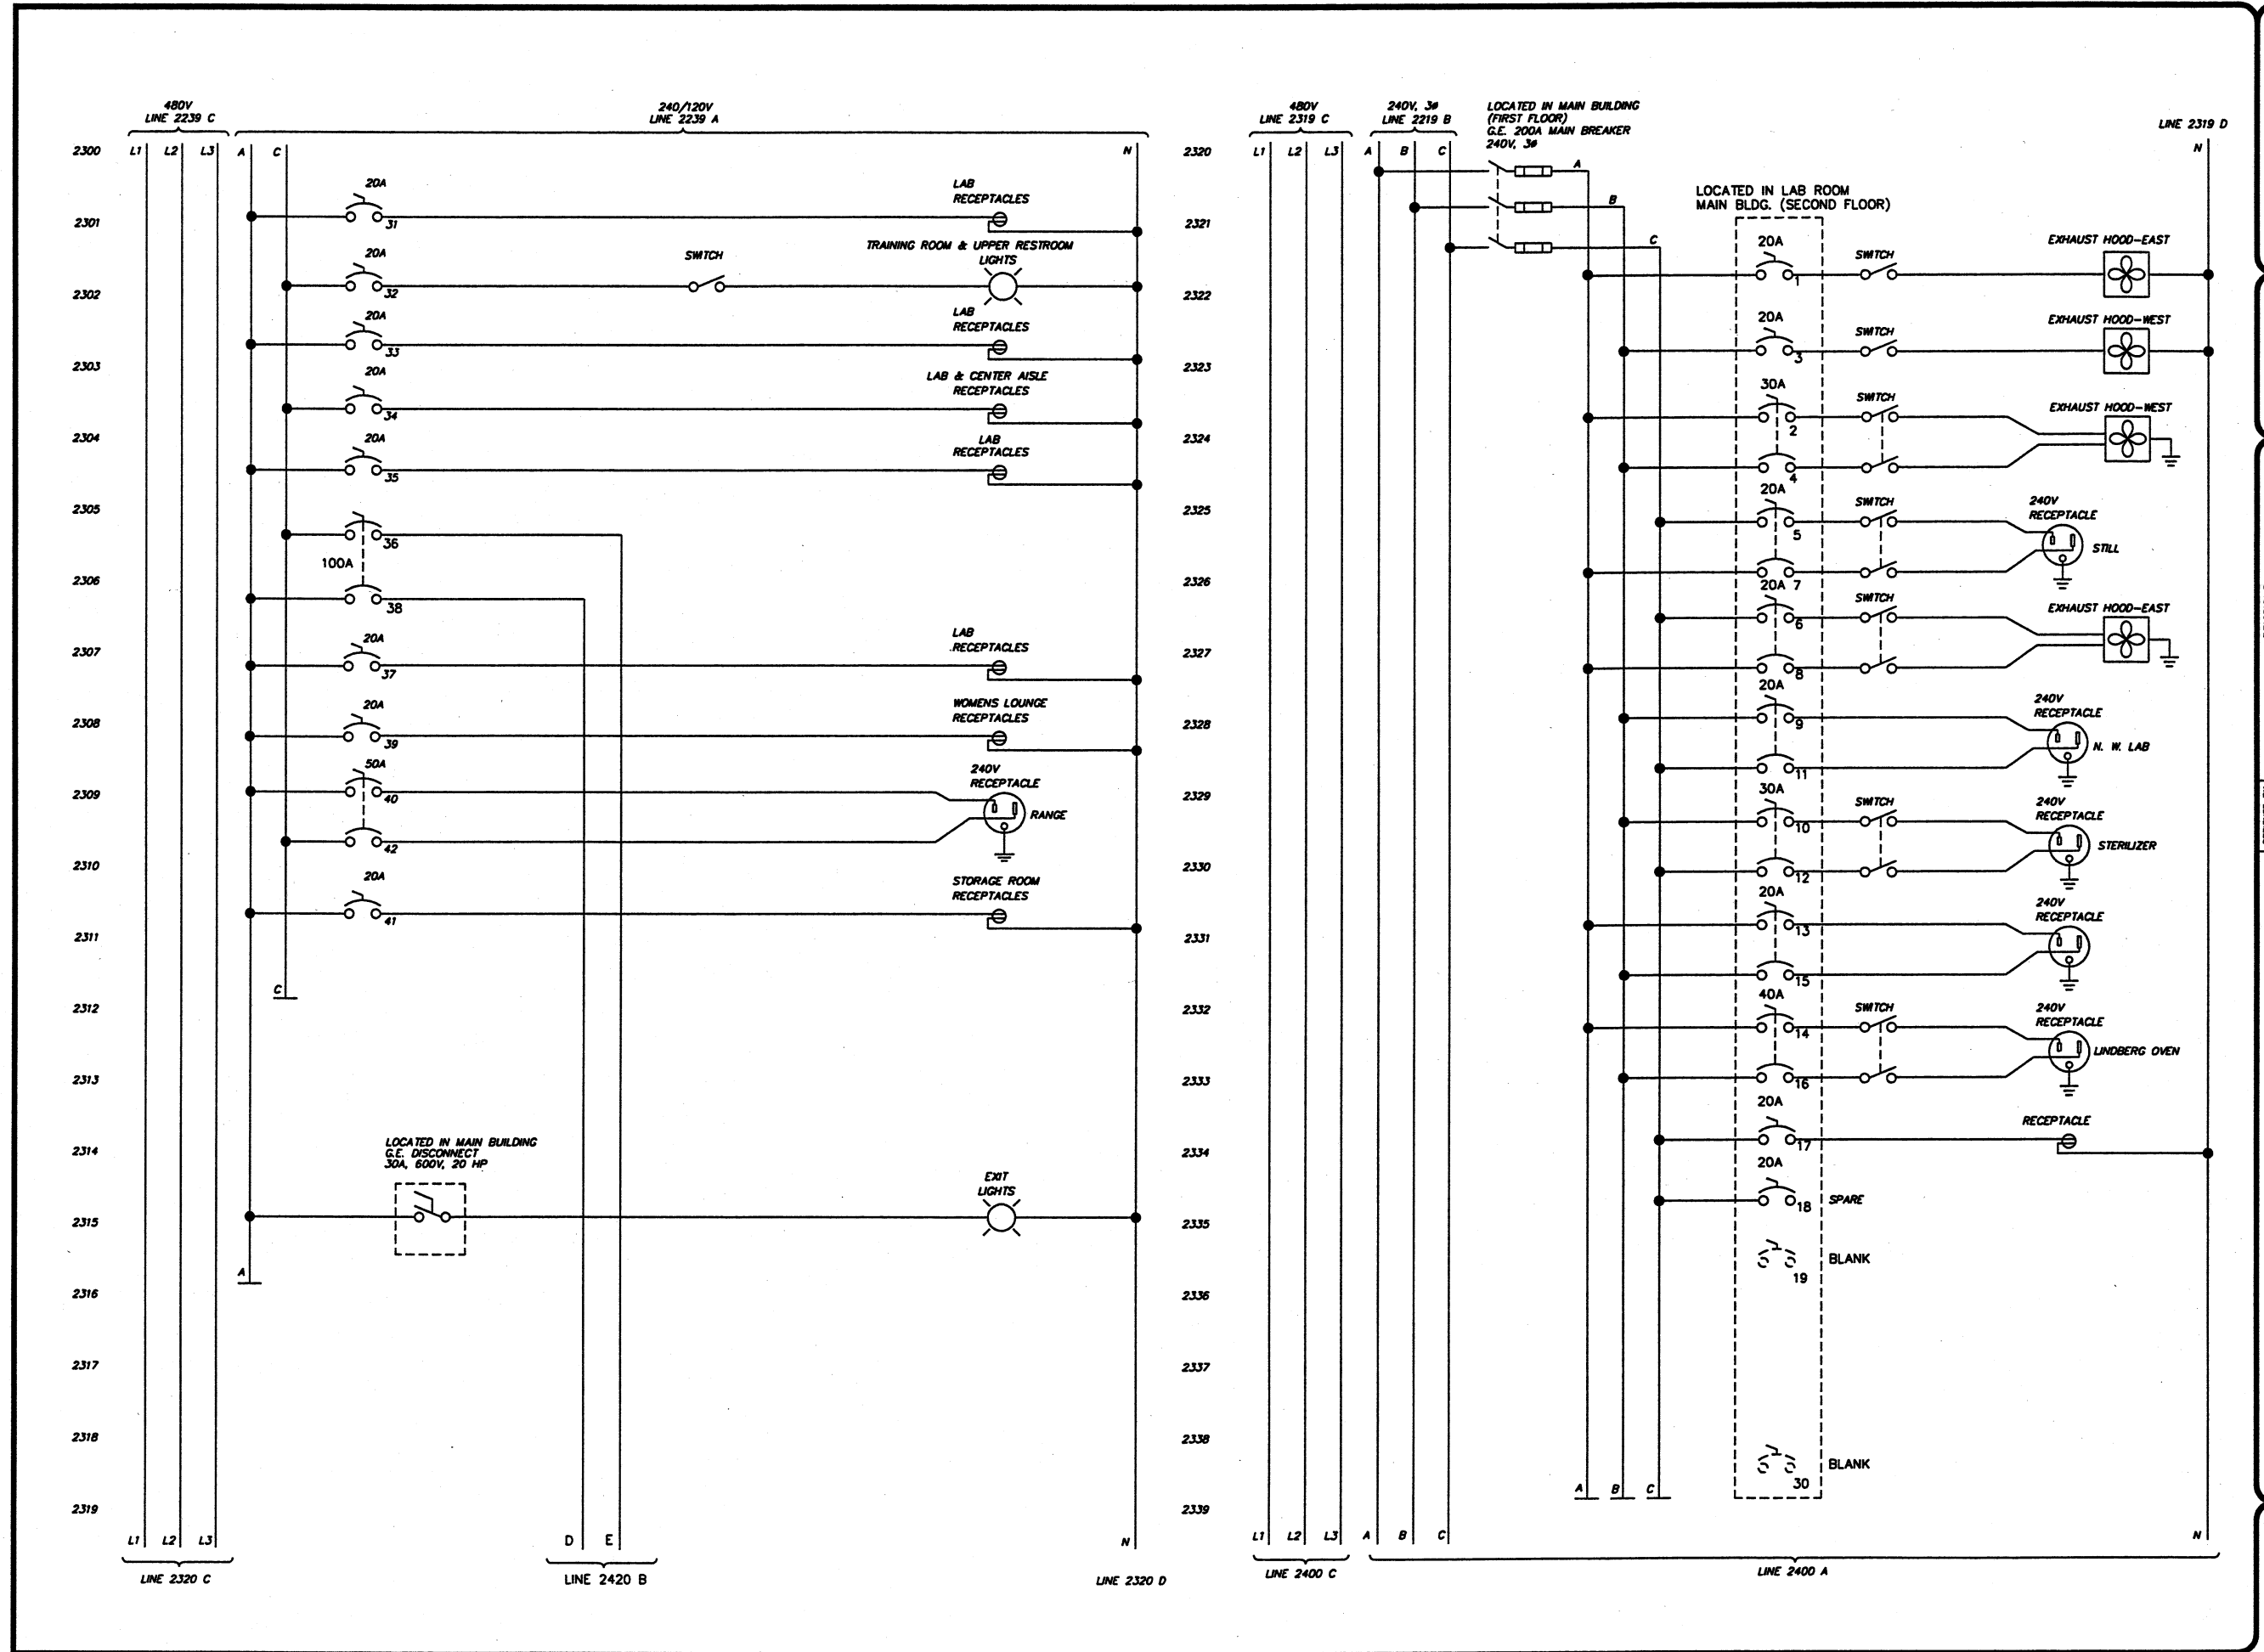 480V
LINE 2239 C
240/120V
LINE 2239 A
2300
L1
L2
L3
A
C
N
20A
LAB
RECEPTACLES
31
2301
20A
SWITCH
TRAINING ROOM & UPPER RESTROOM
LIGHTS
32
2302
20A
LAB
RECEPTACLES
33
2303
20A
LAB & CENTER AISLE
RECEPTACLES
34
2304
20A
LAB
RECEPTACLES
35
2305
36
100A
2306
38
20A
LAB
RECEPTACLES
2307
37
20A
WOMENS LOUNGE
RECEPTACLES
2308
39
50A
240V
RECEPTACLE
2309
40
RANGE
42
2310
20A
STORAGE ROOM
RECEPTACLES
41
2311
C
2312
2313
LOCATED IN MAIN BUILDING
G.E. DISCONNECT
30A, 600V, 20 HP
2314
EXIT
LIGHTS
2315
A
2316
2317
2318
2319
L1
L2
L3
D
E
N
LINE 2320 C
LINE 2420 B
LINE 2320 D
480V
LINE 2319 C
240V, 3ø
LINE 2219 B
LOCATED IN MAIN BUILDING
(FIRST FLOOR)
G.E. 200A MAIN BREAKER
240V, 3ø
LINE 2319 D
2320
L1
L2
L3
A
B
C
N
A
B
C
LOCATED IN LAB ROOM
MAIN BLDG. (SECOND FLOOR)
2321
20A
SWITCH
EXHAUST HOOD-EAST
1
2322
20A
SWITCH
EXHAUST HOOD-WEST
3
2323
30A
SWITCH
EXHAUST HOOD-WEST
2
2324
4
20A
SWITCH
240V
RECEPTACLE
2325
5
STILL
2326
20A 7
SWITCH
EXHAUST HOOD-EAST
6
2327
8
20A
240V
RECEPTACLE
9
2328
N. W. LAB
11
2329
30A
SWITCH
240V
RECEPTACLE
10
STERILIZER
2330
12
20A
240V
RECEPTACLE
13
2331
15
40A
SWITCH
240V
RECEPTACLE
2332
14
LINDBERG OVEN
2333
16
20A
RECEPTACLE
17
2334
20A
18
SPARE
2335
BLANK
19
2336
2337
2338
BLANK
30
A
B
C
2339
L1
L2
L3
A
B
C
N
LINE 2400 C
LINE 2400 A